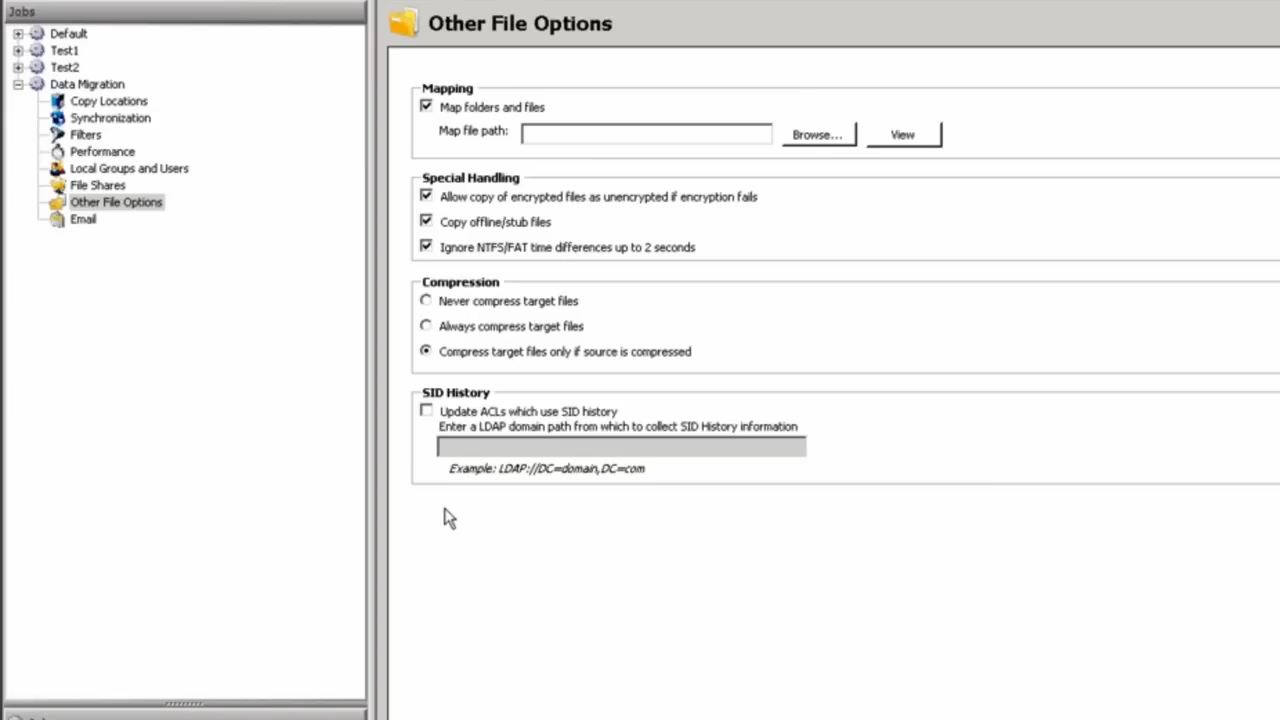 Jobs
Default
Test1
Test2
Data Migration
Copy Locations
Synchronization
Filters
Performance
Local Groups and Users
File Shares
Other File Options
Email
Other File Options
Mapping
Map folders and files
Map file path:
Browse...
View
Special Handling
Allow copy of encrypted files as unencrypted if encryption fails
Copy offline/stub files
Ignore NTFS/FAT time differences up to 2 seconds
Compression
Never compress target files
Always compress target files
Compress target files only if source is compressed
SID History
Update ACLs which use SID history
Enter a LDAP domain path from which to collect SID History information
Example: LDAP://DC=domain,DC=com